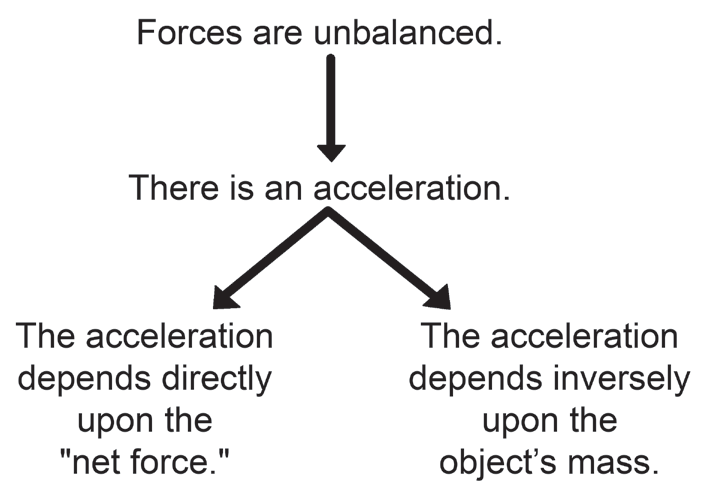 Forces are unbalanced.
There is an acceleration.
The acceleration
depends directly
upon the
"net force."
The acceleration
depends inversely
upon the
object’s mass.